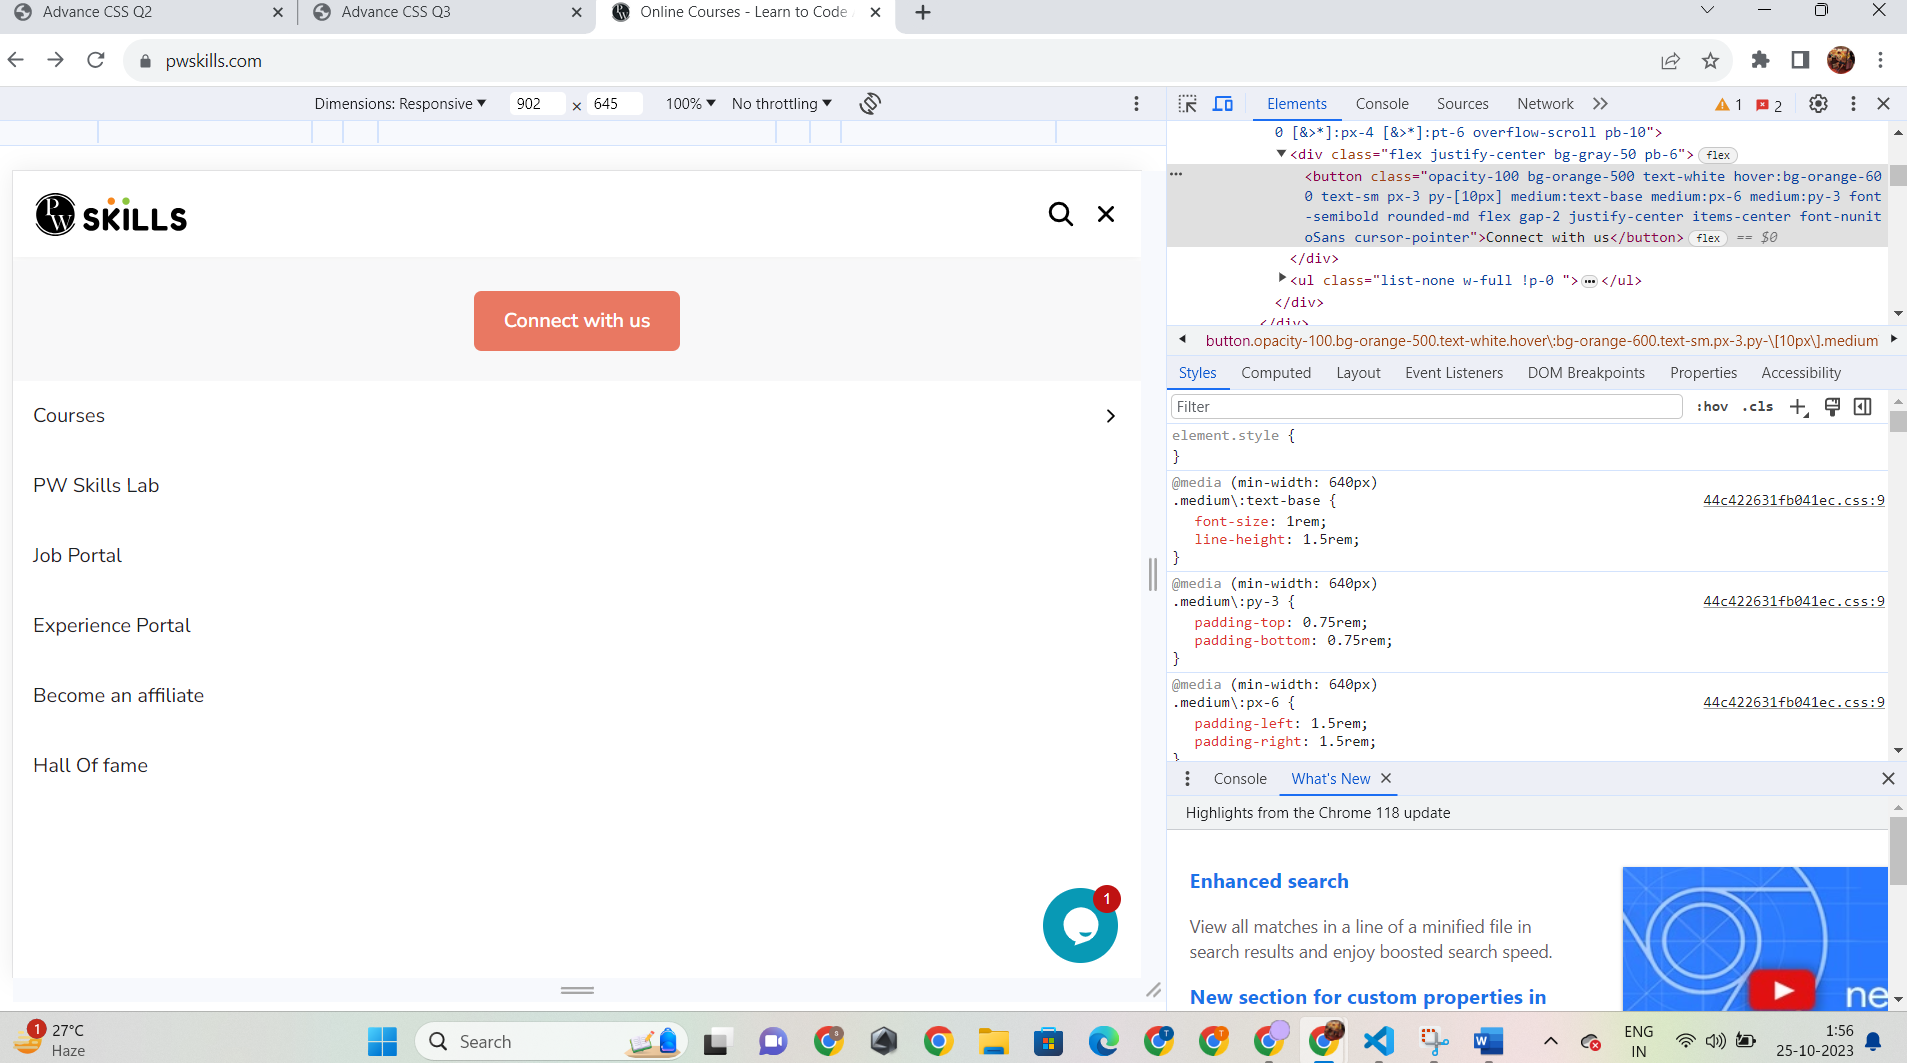 Advance CSS Q2
Advance CSS Q3
Online Courses - Learn to Code
pwskills.com
Dimensions: Responsive 902 × 645 100% No throttling
Elements Console Sources Network 1 2
0 [&>*]:px-4 [&>*]:pt-6 overflow-scroll pb-10">
<div class="flex justify-center bg-gray-50 pb-6"> flex
<button class="opacity-100 bg-orange-500 text-white hover:bg-orange-60
0 text-sm px-3 py-[10px] medium:text-base medium:px-6 medium:py-3 font
-semibold rounded-md flex gap-2 justify-center items-center font-nunit
oSans cursor-pointer">Connect with us</button> flex == $0
</div>
<ul class="list-none w-full !p-0 ">…</ul>
</div>
</div>
button.opacity-100.bg-orange-500.text-white.hover\:bg-orange-600.text-sm.px-3.py-\[10px\].medium
Styles Computed Layout Event Listeners DOM Breakpoints Properties Accessibility
Filter :hov .cls
element.style {
}
@media (min-width: 640px)
.medium\:text-base { 44c422631fb041ec.css:9
font-size: 1rem;
line-height: 1.5rem;
}
@media (min-width: 640px)
.medium\:py-3 { 44c422631fb041ec.css:9
padding-top: 0.75rem;
padding-bottom: 0.75rem;
}
@media (min-width: 640px)
.medium\:px-6 { 44c422631fb041ec.css:9
padding-left: 1.5rem;
padding-right: 1.5rem;
}
Console What's New
Highlights from the Chrome 118 update
Enhanced search
View all matches in a line of a minified file in
search results and enjoy boosted search speed.
New section for custom properties in
ne
PW SKILLS
Connect with us
Courses
PW Skills Lab
Job Portal
Experience Portal
Become an affiliate
Hall Of fame
1
1
27°C
Haze
Search
ENG
IN
1:56
25-10-2023